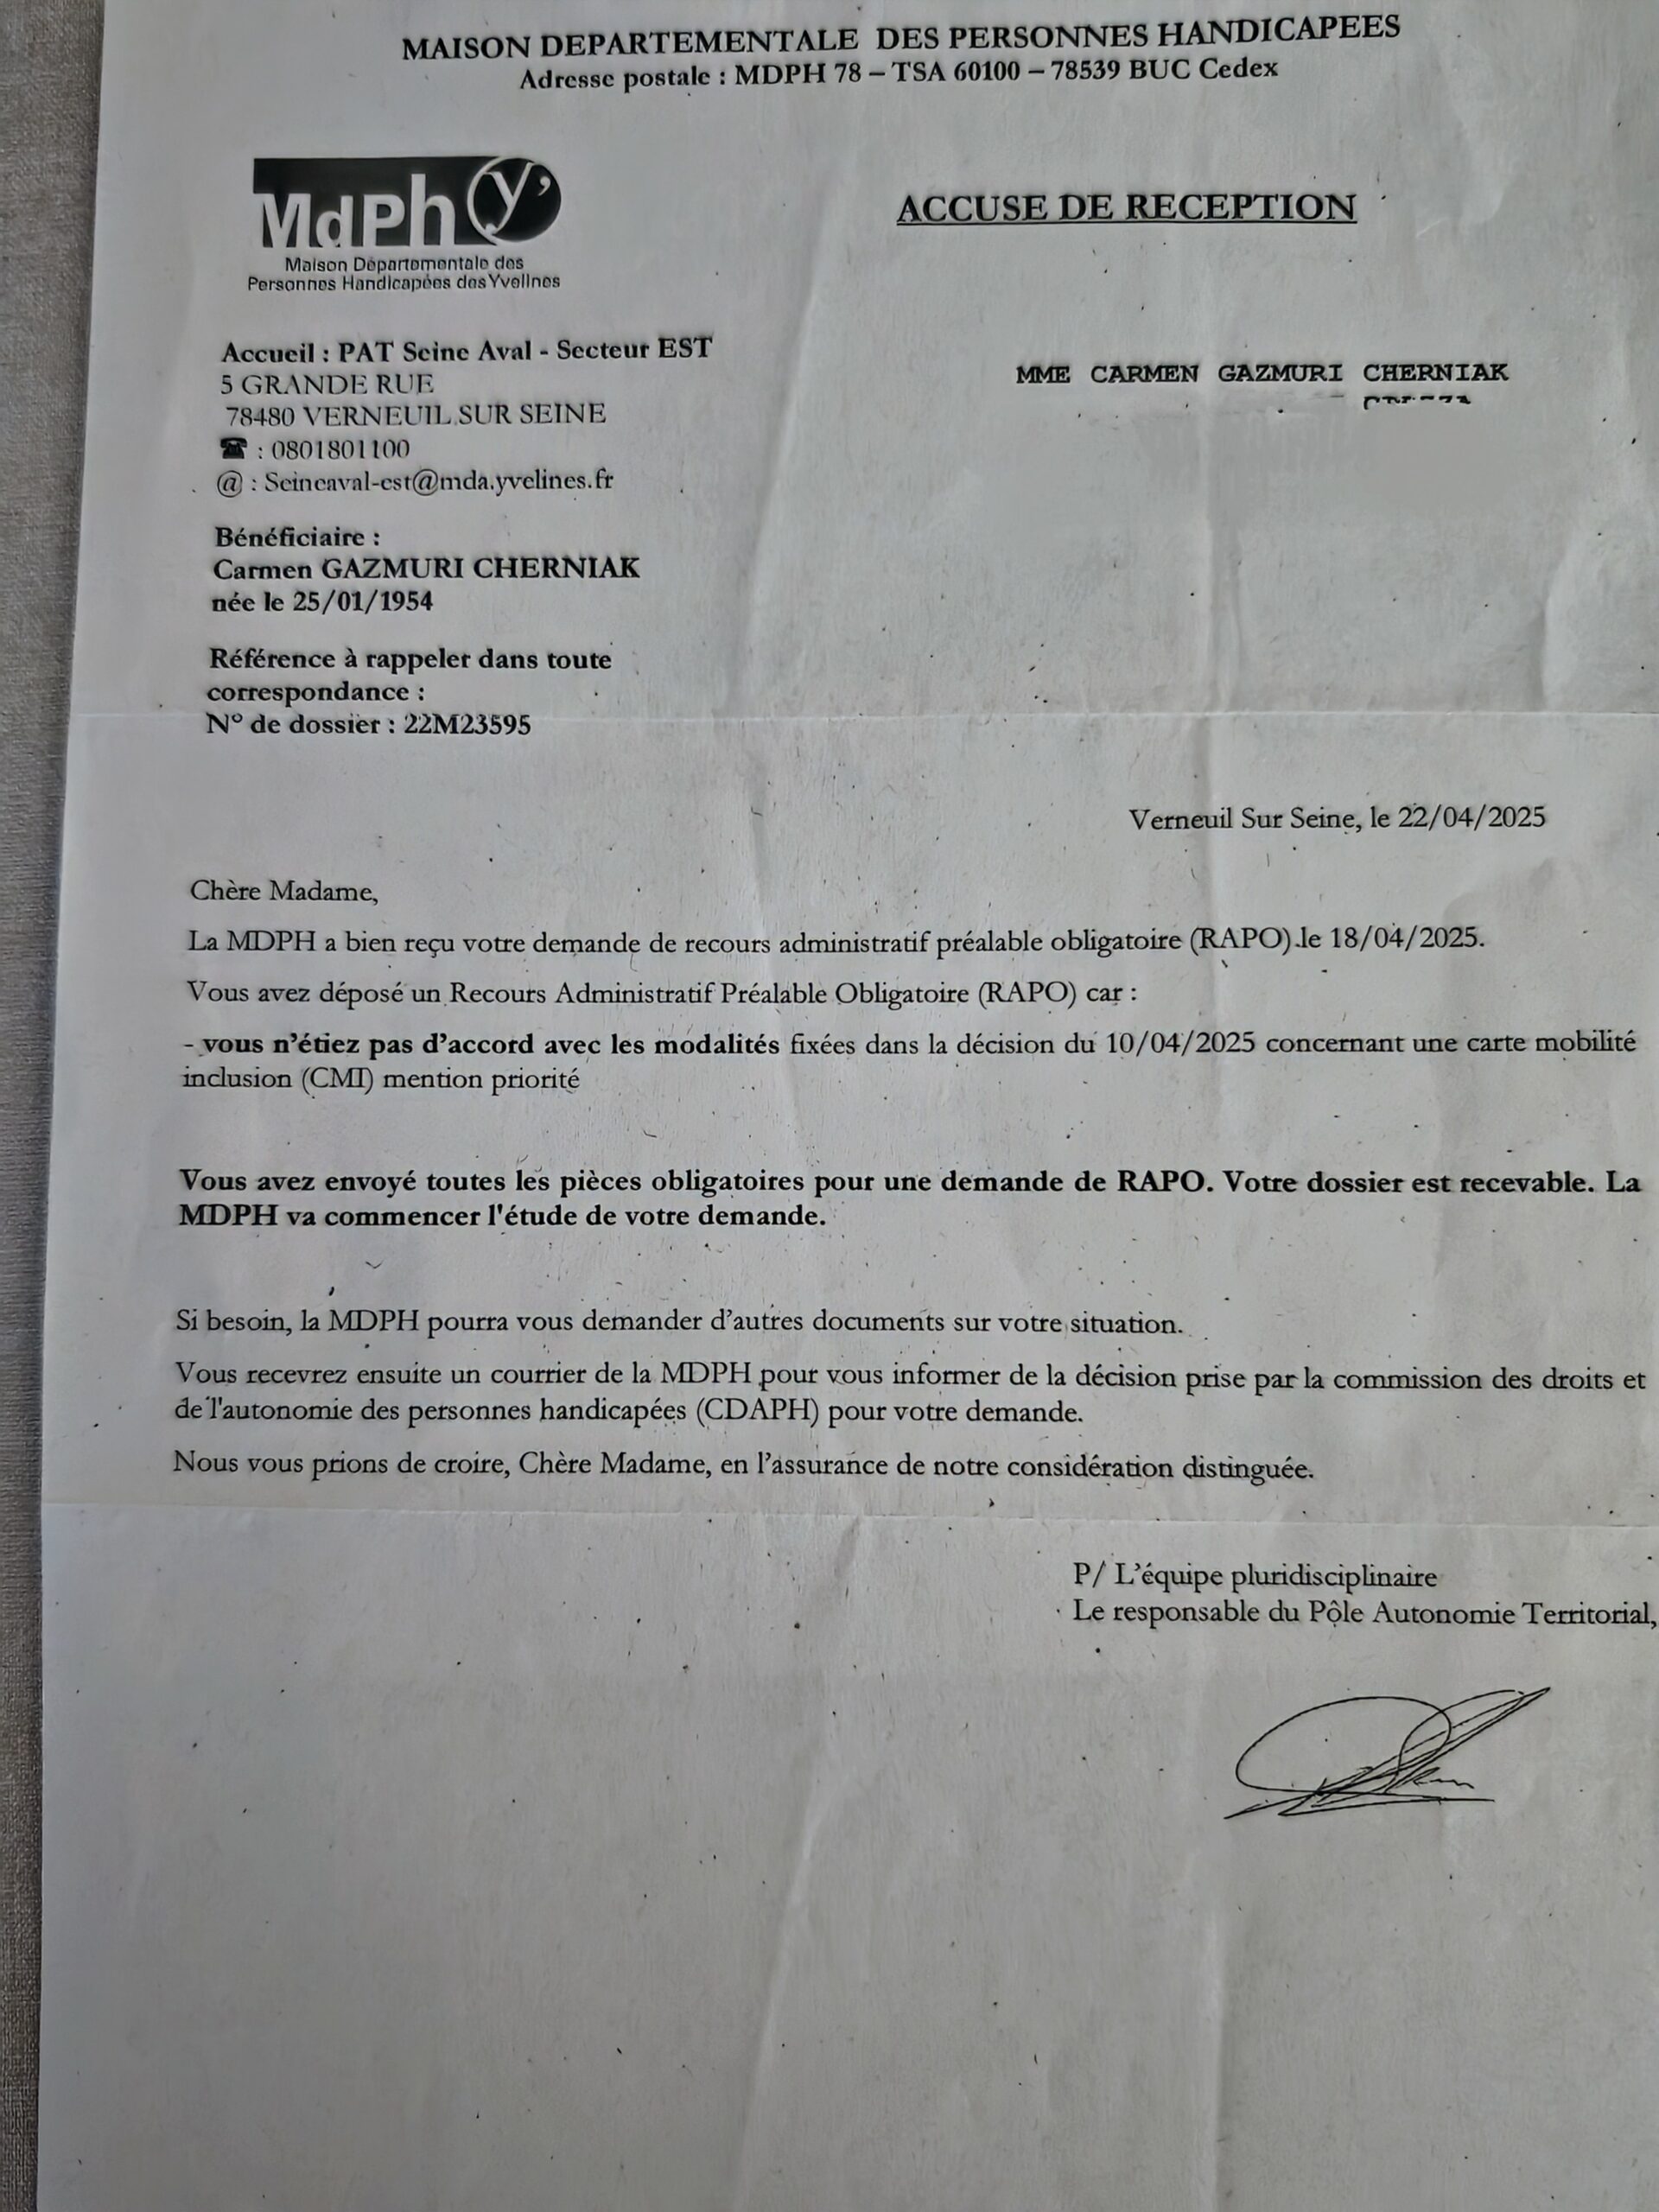 MAISON DEPARTEMENTALE DES PERSONNES HANDICAPEES
Adresse postale : MDPH 78 – TSA 60100 – 78539 BUC Cedex
MdPh y'
Maison Départementale des
Personnes Handicapées des Yvelines
ACCUSE DE RECEPTION
Accueil : PAT Seine Aval - Secteur EST
5 GRANDE RUE
78480 VERNEUIL SUR SEINE
☎ : 0801801100
@ : Seineaval-est@mda.yvelines.fr
MME CARMEN GAZMURI CHERNIAK
Bénéficiaire :
Carmen GAZMURI CHERNIAK
née le 25/01/1954
Référence à rappeler dans toute
correspondance :
N° de dossier : 22M23595
Verneuil Sur Seine, le 22/04/2025
Chère Madame,
La MDPH a bien reçu votre demande de recours administratif préalable obligatoire (RAPO) le 18/04/2025.
Vous avez déposé un Recours Administratif Préalable Obligatoire (RAPO) car :
- vous n'étiez pas d'accord avec les modalités fixées dans la décision du 10/04/2025 concernant une carte mobilité
inclusion (CMI) mention priorité
Vous avez envoyé toutes les pièces obligatoires pour une demande de RAPO. Votre dossier est recevable. La
MDPH va commencer l'étude de votre demande.
Si besoin, la MDPH pourra vous demander d'autres documents sur votre situation.
Vous recevrez ensuite un courrier de la MDPH pour vous informer de la décision prise par la commission des droits et
de l'autonomie des personnes handicapées (CDAPH) pour votre demande.
Nous vous prions de croire, Chère Madame, en l'assurance de notre considération distinguée.
P/ L'équipe pluridisciplinaire
Le responsable du Pôle Autonomie Territorial,